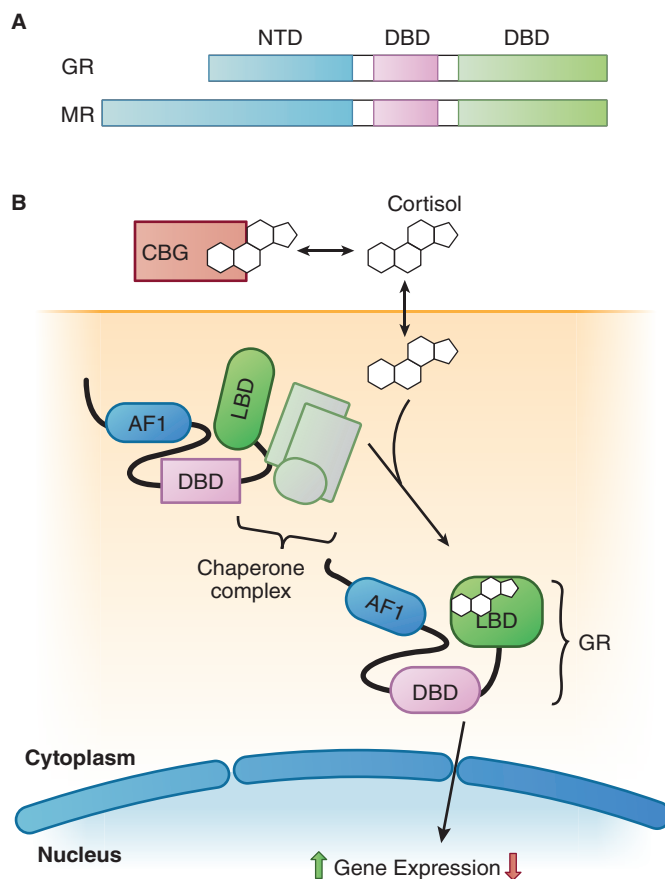 A
NTD DBD DBD
GR
MR
B
Cortisol
CBG
LBD
AF1
DBD
Chaperone
complex
AF1
LBD
GR
DBD
Cytoplasm
Nucleus
Gene Expression